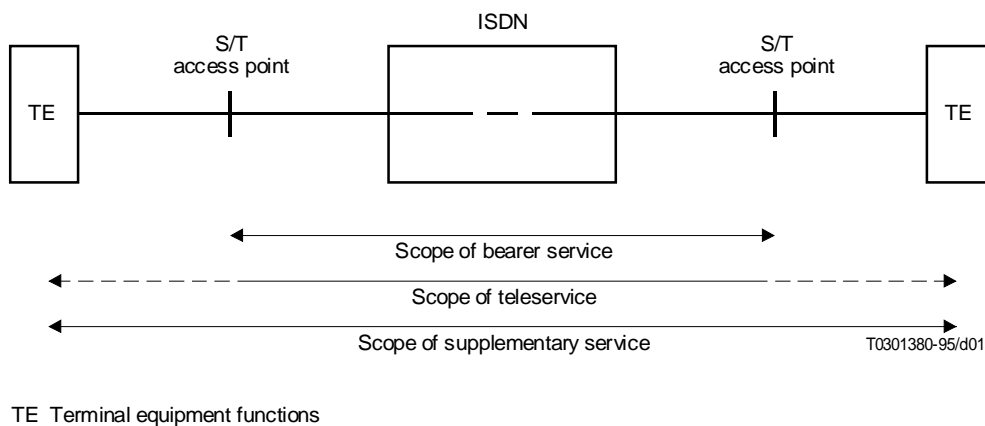 ISDN
S/T
access point
S/T
access point
TE
TE
Scope of bearer service
Scope of teleservice
Scope of supplementary service
T0301380-95/d01
TE Terminal equipment functions